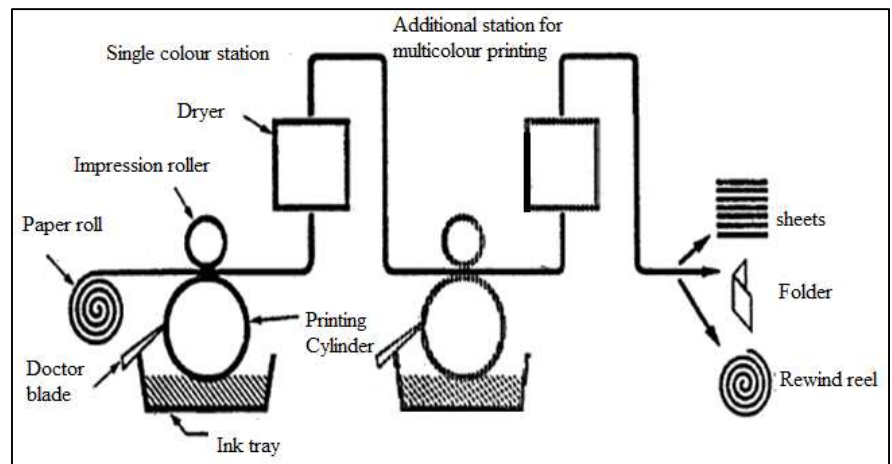 Additional station for
multicolour printing
Single colour station
Dryer
Impression roller
Paper roll
sheets
Folder
Printing
Cylinder
Doctor
blade
Rewind reel
Ink tray